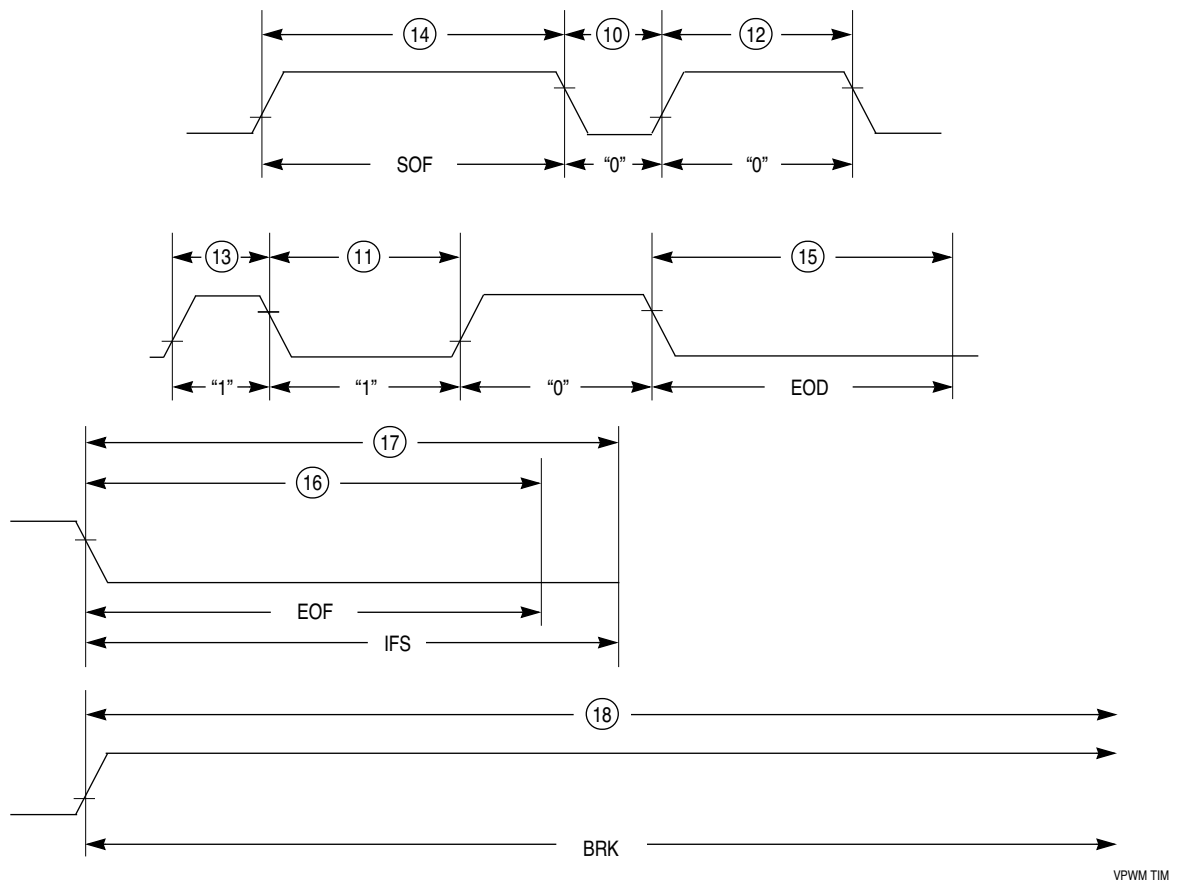 14 10 12
SOF “0” “0”
13 11 15
“1” “1” “0” EOD
17
16
EOF
IFS
18
BRK
VPWM TIM